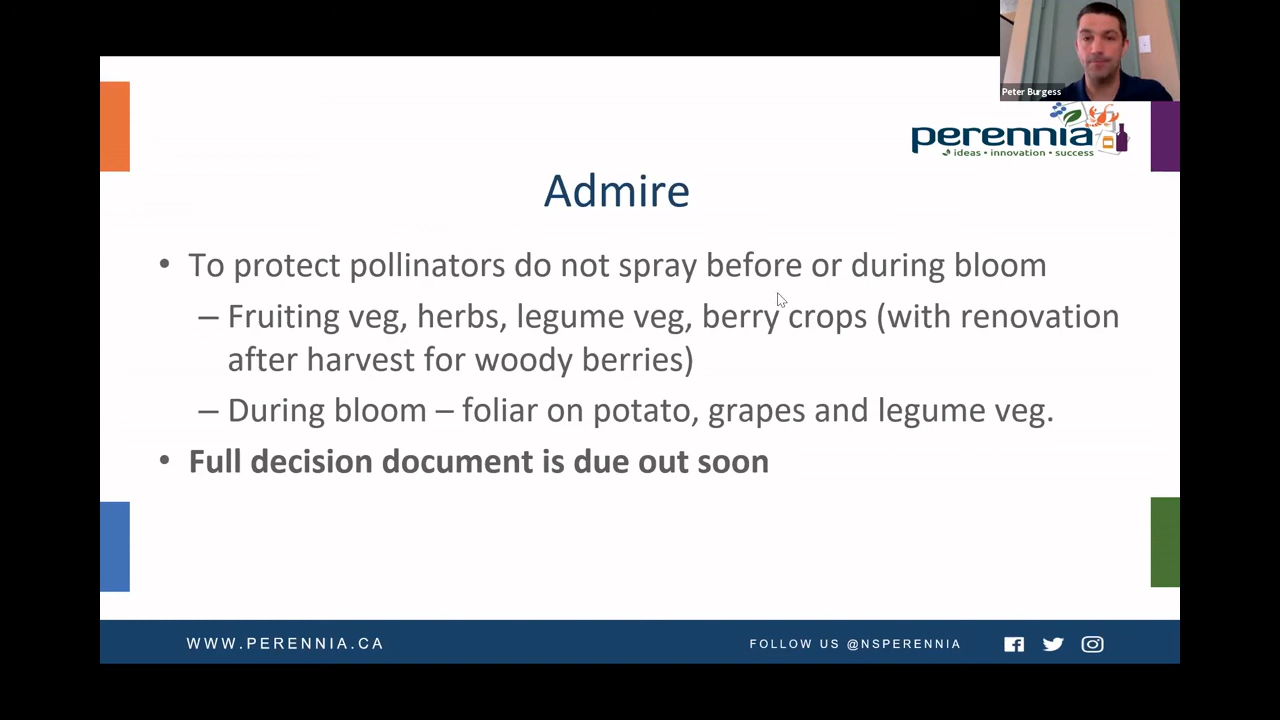 Peter Burgess
perennia
ideas • innovation • success
Admire
• To protect pollinators do not spray before or during bloom
– Fruiting veg, herbs, legume veg, berry crops (with renovation
after harvest for woody berries)
– During bloom – foliar on potato, grapes and legume veg.
• Full decision document is due out soon
WWW.PERENNIA.CA
FOLLOW US @NSPERENNIA